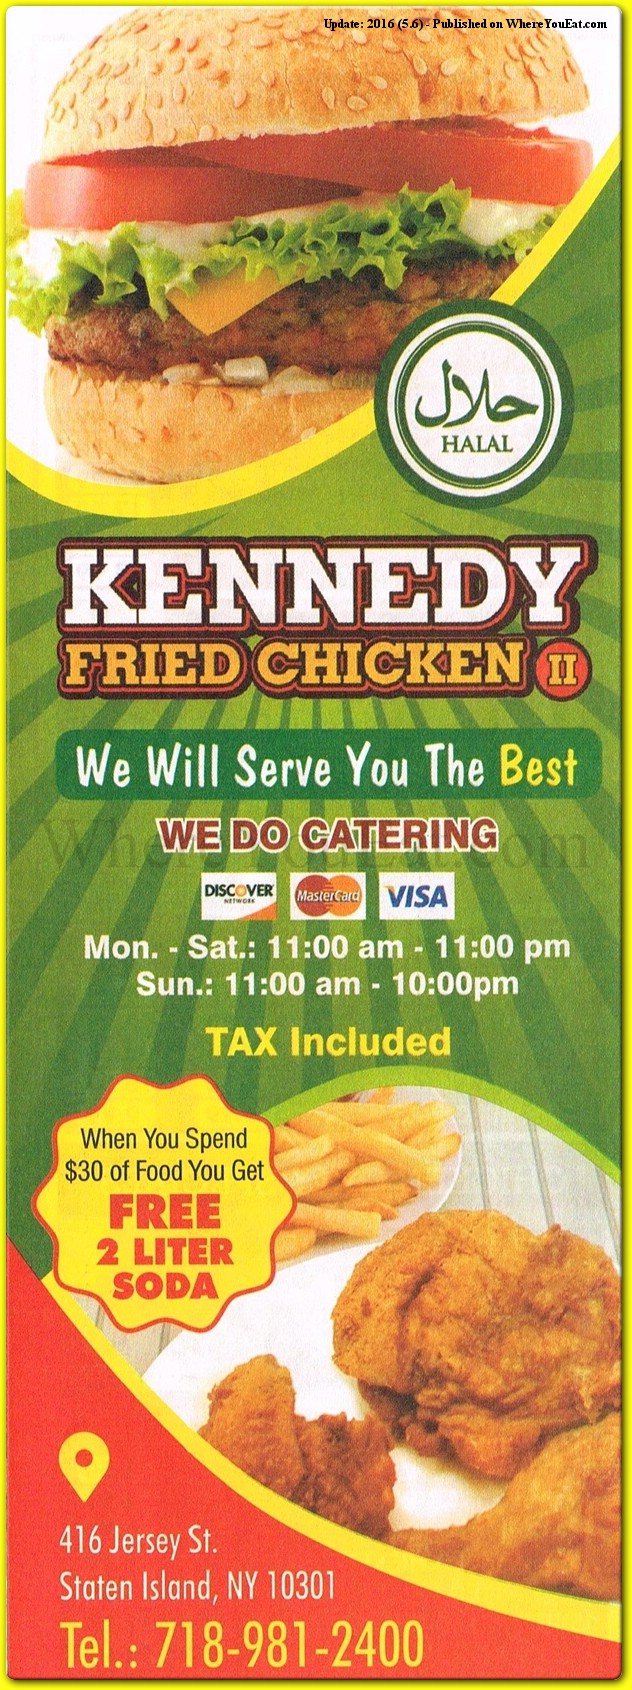 Update: 2016 (5.6) - Published on WhereYouEat.com
حلال
HALAL
KENNEDY
FRIED CHICKEN II
We Will Serve You The Best
WhereYouEat.com
WE DO CATERING
DISCOVER
NETWORK
MasterCard
VISA
Mon. - Sat.: 11:00 am - 11:00 pm
Sun.: 11:00 am - 10:00pm
TAX Included
When You Spend
$30 of Food You Get
FREE
2 LITER
SODA
416 Jersey St.
Staten Island, NY 10301
Tel.: 718-981-2400